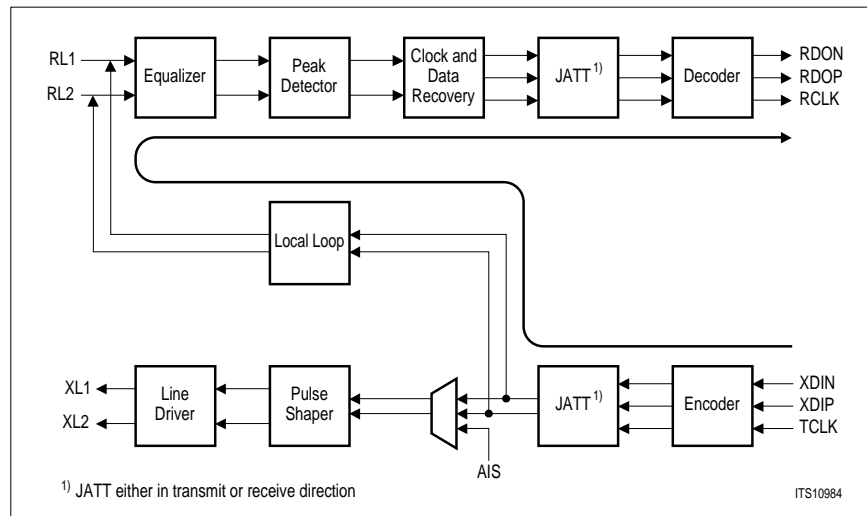 RL1
RL2
Equalizer
Peak
Detector
Clock and
Data
Recovery
JATT 1)
Decoder
RDON
RDOP
RCLK
Local Loop
XL1
XL2
Line
Driver
Pulse
Shaper
AIS
JATT 1)
Encoder
XDIN
XDIP
TCLK
1) JATT either in transmit or receive direction
ITS10984